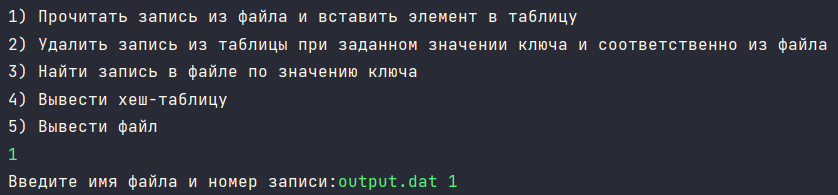 1) Прочитать запись из файла и вставить элемент в таблицу
2) Удалить запись из таблицы при заданном значении ключа и соответственно из файла
3) Найти запись в файле по значению ключа
4) Вывести хеш-таблицу
5) Вывести файл
1
Введите имя файла и номер записи:output.dat 1